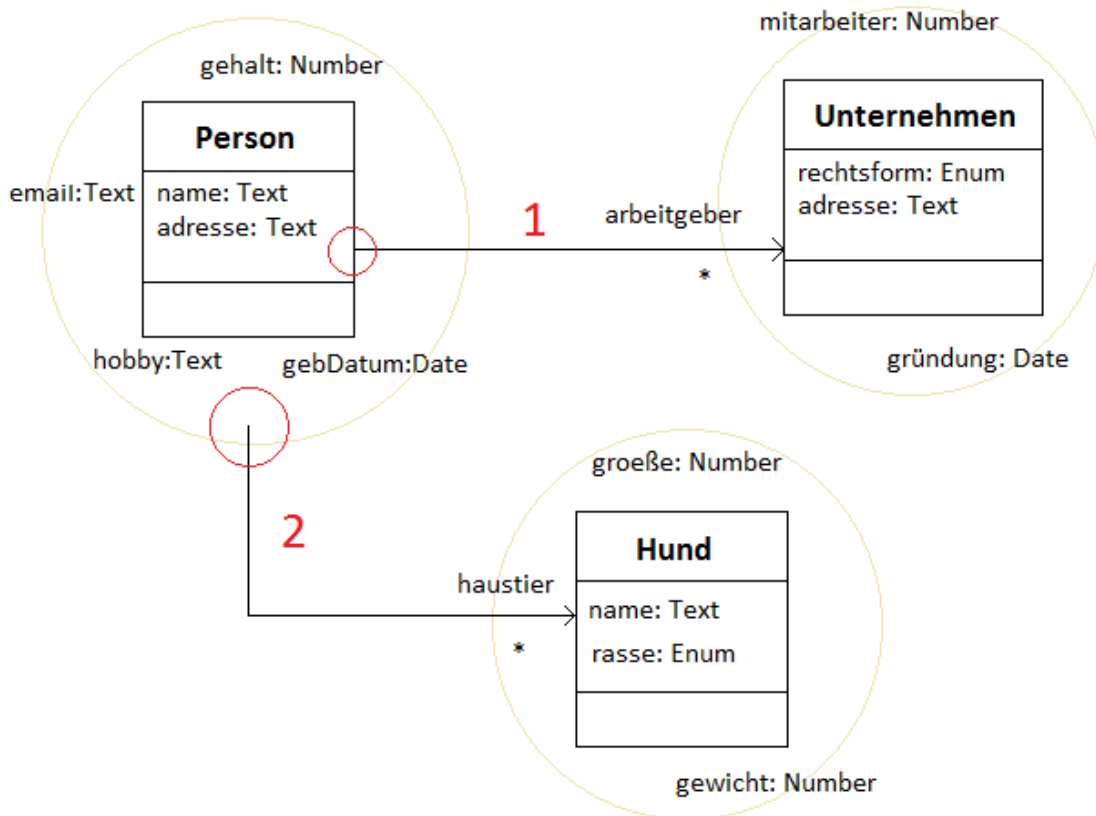 mitarbeiter: Number
gehalt: Number
Person
Unternehmen
email:Text
name: Text
adresse: Text
rechtsform: Enum
adresse: Text
1
arbeitgeber
*
hobby:Text
gebDatum:Date
gründung: Date
2
groeße: Number
Hund
haustier
*
name: Text
rasse: Enum
gewicht: Number